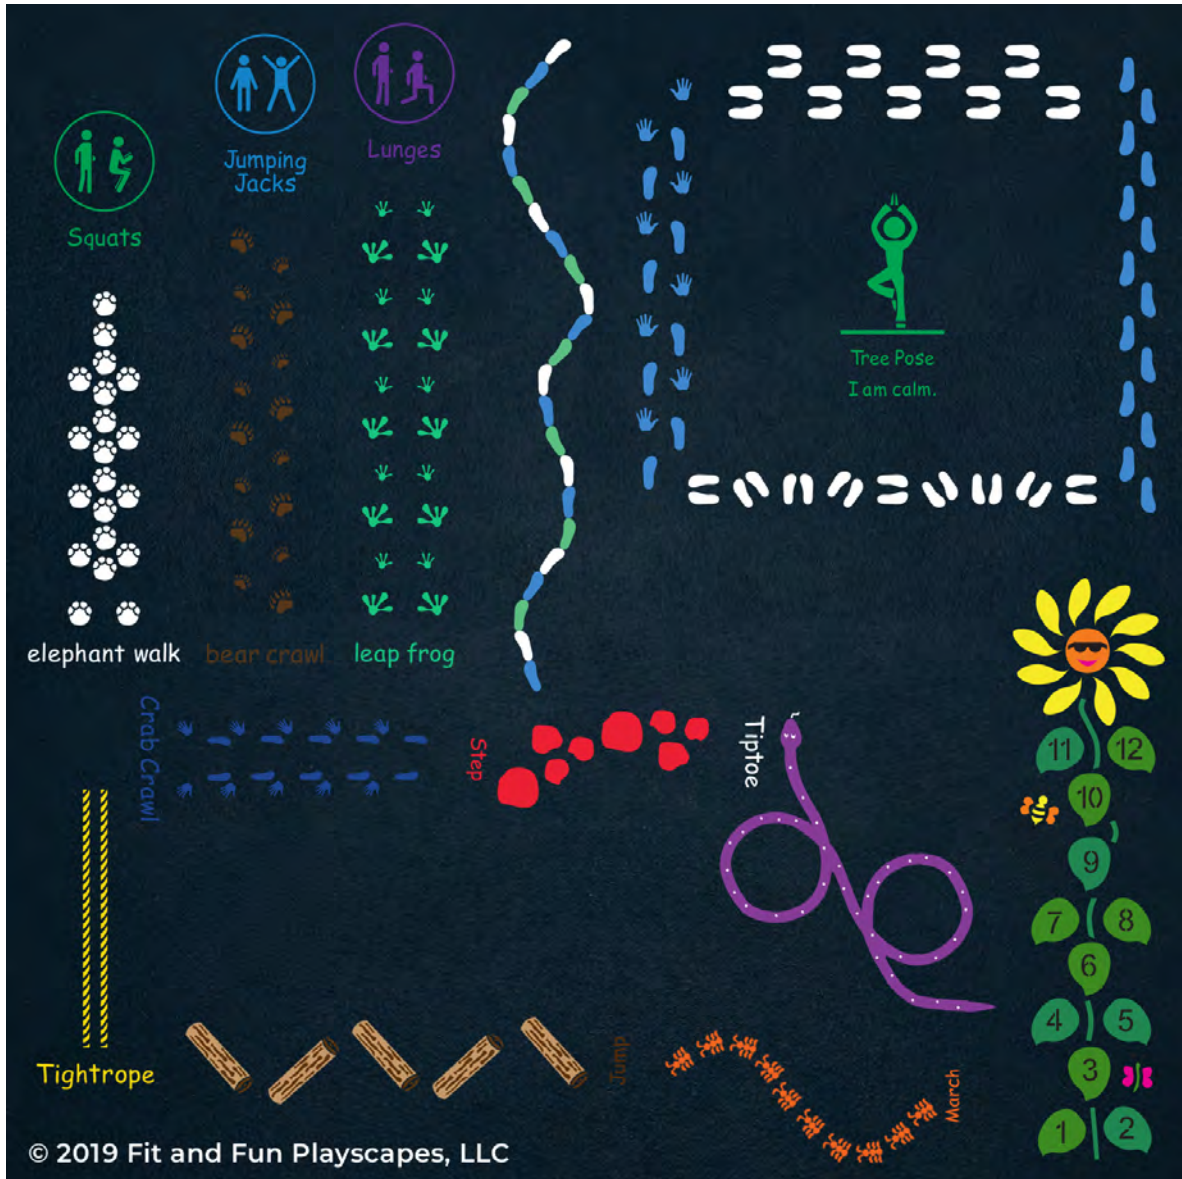 Squats
Jumping
Jacks
Lunges
Tree Pose
I am calm.
elephant walk
bear crawl
leap frog
Crab Crawl
Step
Tiptoe
11
12
10
9
7
8
6
4
5
3
1
2
Tightrope
Jump
March
© 2019 Fit and Fun Playscapes, LLC